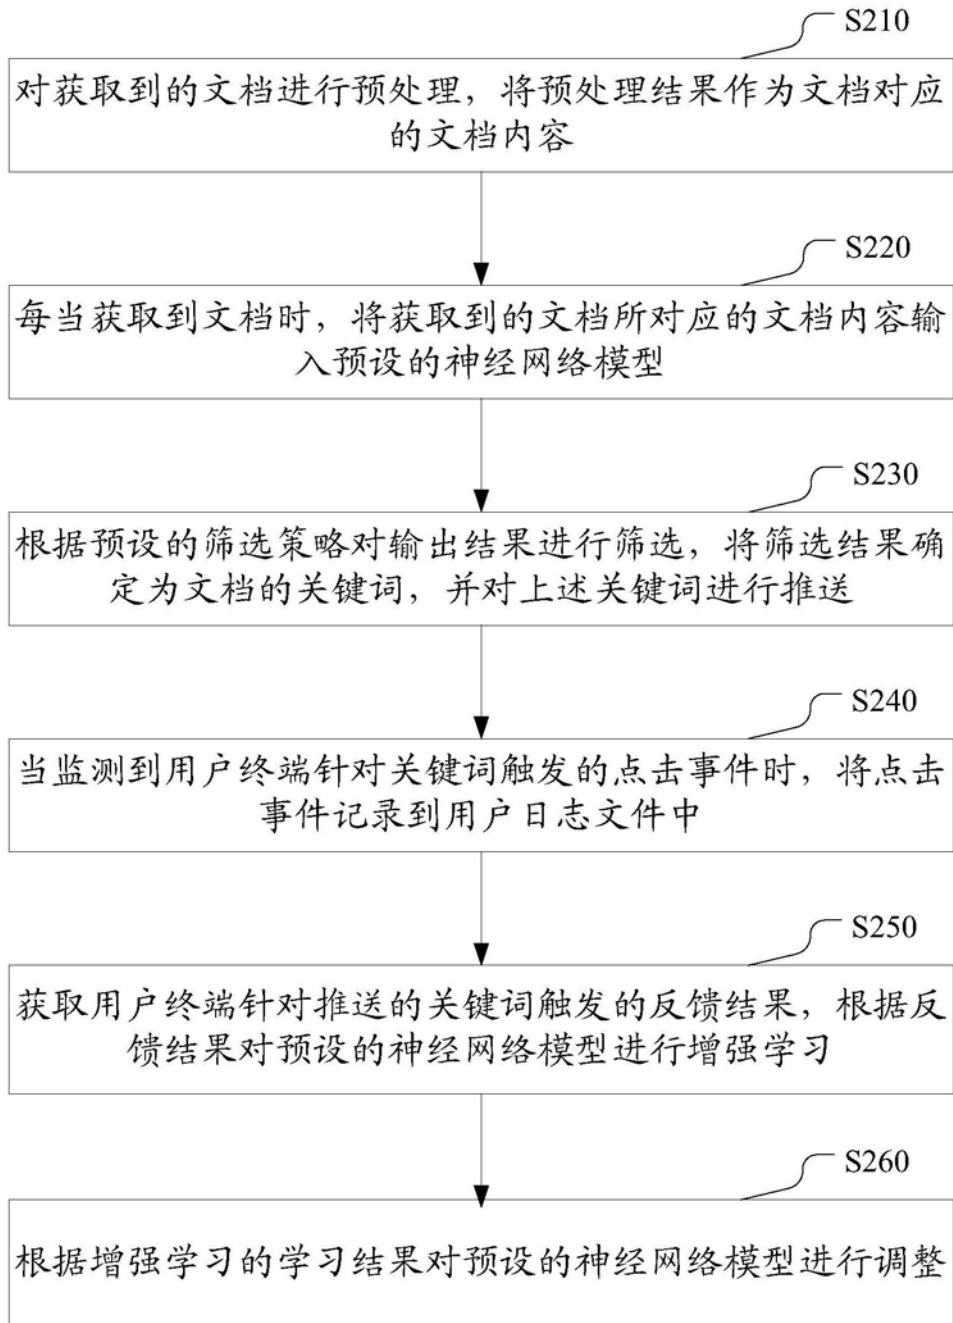 S210
对获取到的文档进行预处理，将预处理结果作为文档对应
的文档内容
S220
每当获取到文档时，将获取到的文档所对应的文档内容输
入预设的神经网络模型
S230
根据预设的筛选策略对输出结果进行筛选，将筛选结果确
定为文档的关键词，并对上述关键词进行推送
S240
当监测到用户终端针对关键词触发的点击事件时，将点击
事件记录到用户日志文件中
S250
获取用户终端针对推送的关键词触发的反馈结果，根据反
馈结果对预设的神经网络模型进行增强学习
S260
根据增强学习的学习结果对预设的神经网络模型进行调整